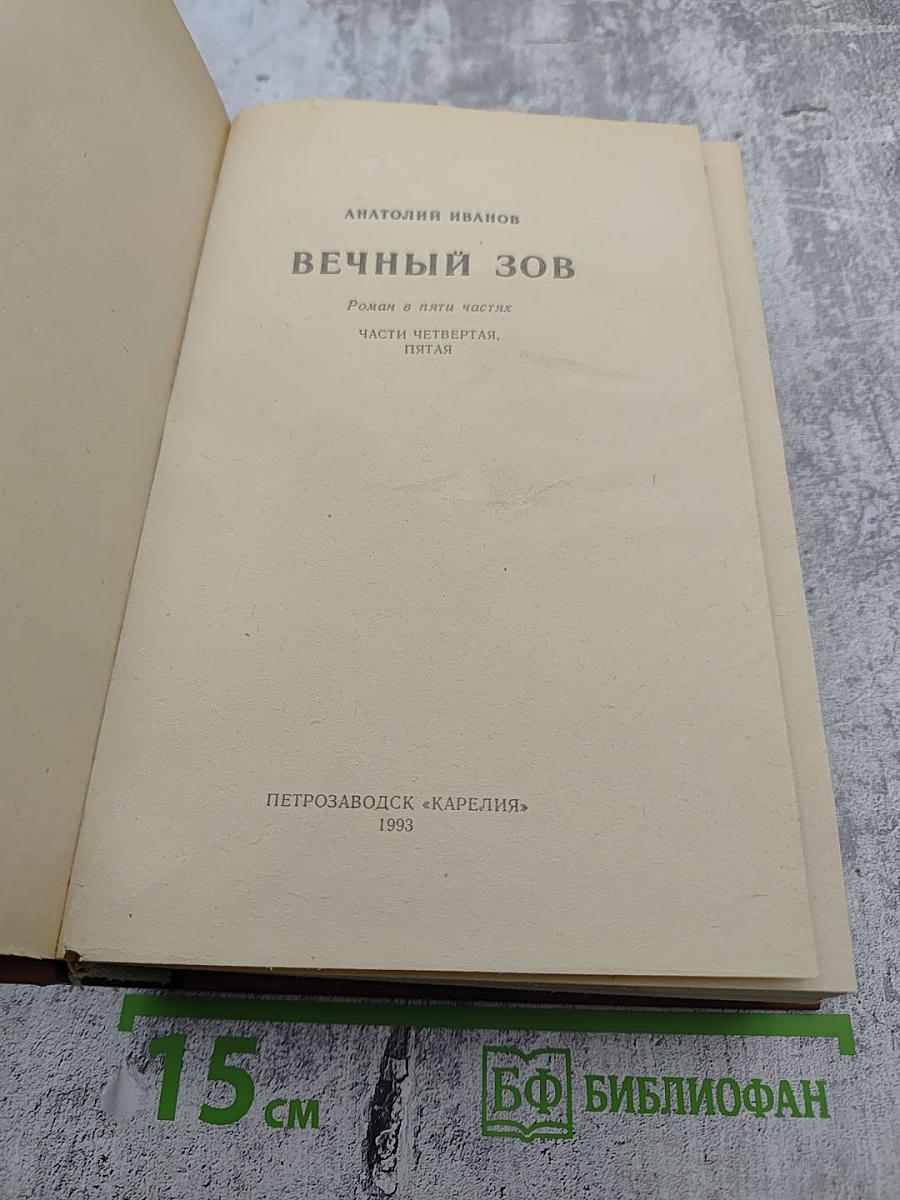 АНАТОЛИЙ ИВАНОВ
ВЕЧНЫЙ ЗОВ
Роман в пяти частях
ЧАСТИ ЧЕТВЕРТАЯ,
ПЯТАЯ
ПЕТРОЗАВОДСК «КАРЕЛИЯ»
1993
15 см
БФ БИБЛИОФАН